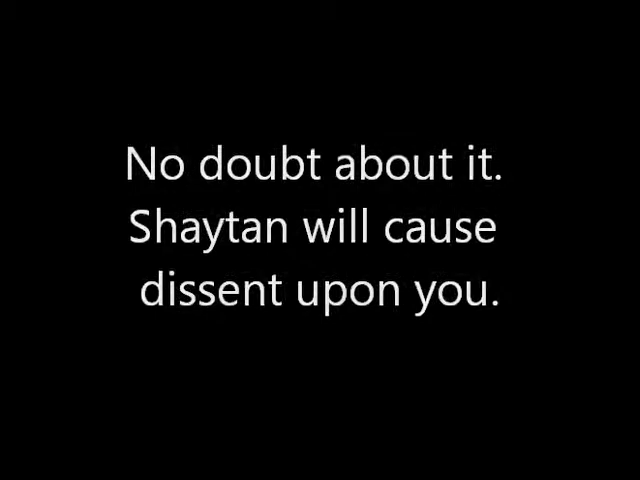 No doubt about it.
Shaytan will cause
dissent upon you.